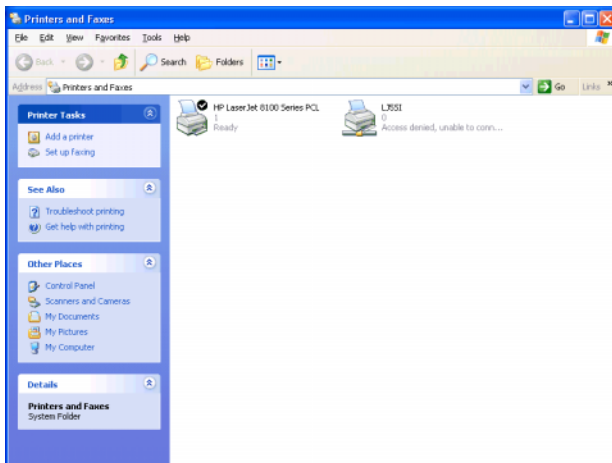 Printers and Faxes
File Edit View Favorites Tools Help
Back Search Folders
Address Printers and Faxes Go Links »
Printer Tasks
Add a printer
Set up faxing
See Also
Troubleshoot printing
Get help with printing
Other Places
Control Panel
Scanners and Cameras
My Documents
My Pictures
My Computer
Details
Printers and Faxes
System Folder
HP LaserJet 8100 Series PCL
1
Ready
LJ5SI
0
Access denied, unable to conn...